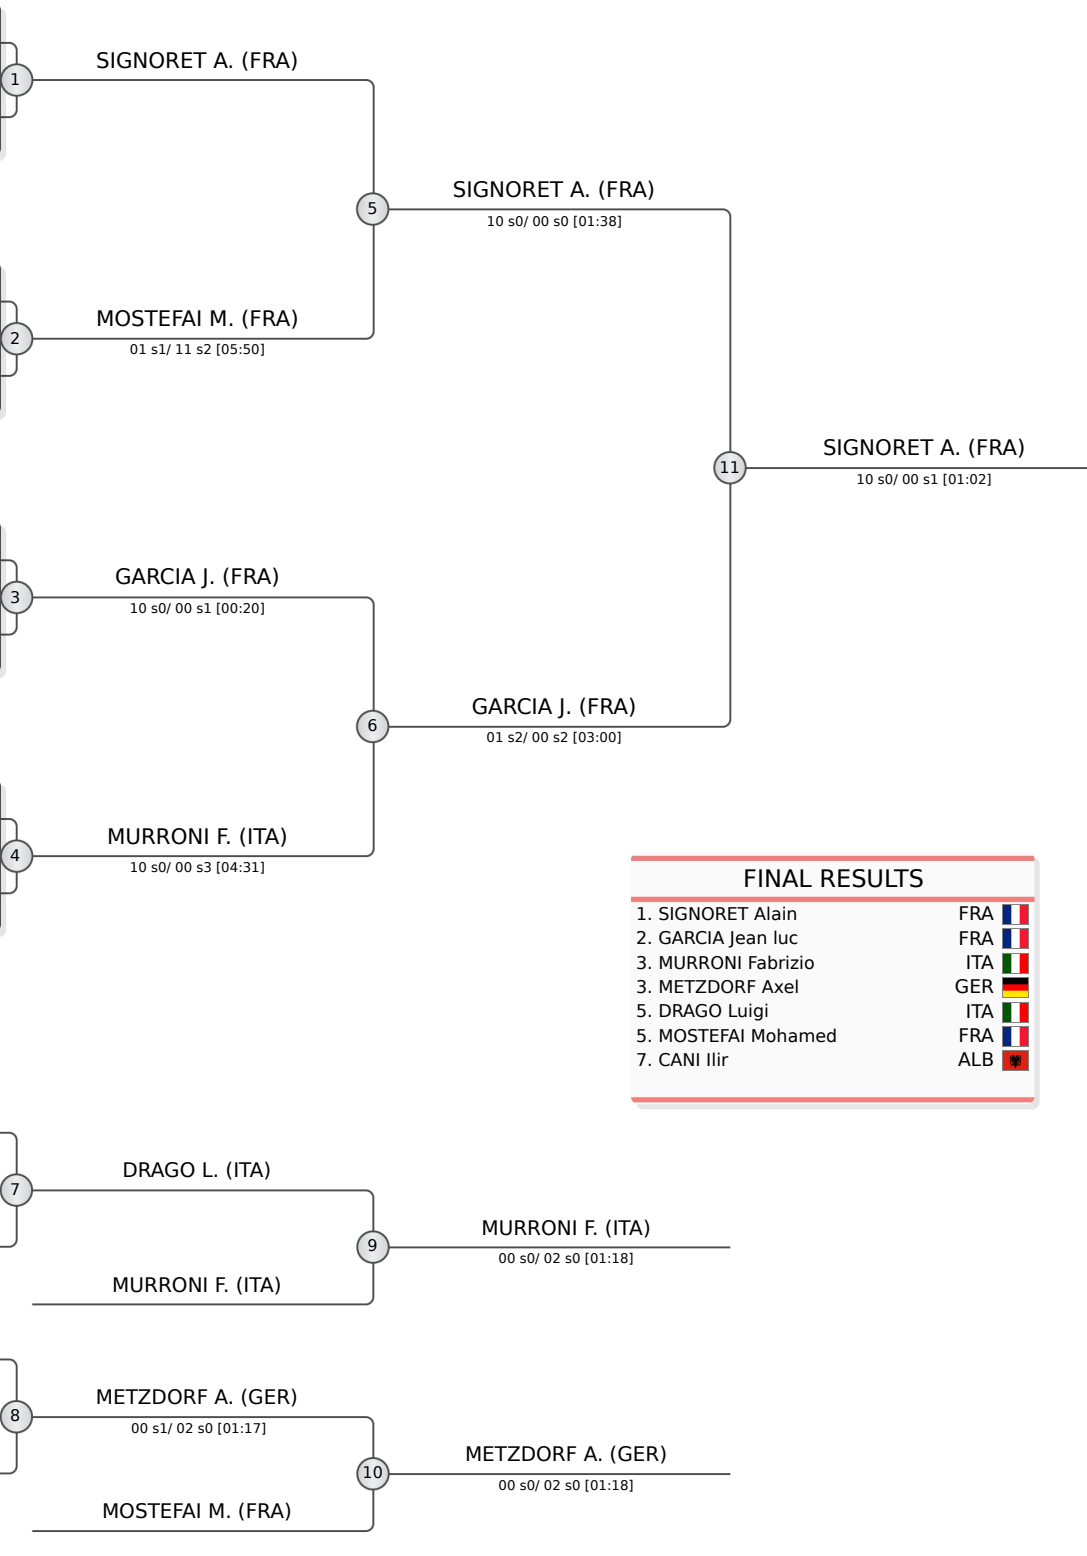 SIGNORET A. (FRA)
1
SIGNORET A. (FRA)
5
10 s0/ 00 s0 [01:38]
MOSTEFAI M. (FRA)
2
01 s1/ 11 s2 [05:50]
SIGNORET A. (FRA)
11
10 s0/ 00 s1 [01:02]
GARCIA J. (FRA)
3
10 s0/ 00 s1 [00:20]
GARCIA J. (FRA)
6
01 s2/ 00 s2 [03:00]
MURRONI F. (ITA)
4
10 s0/ 00 s3 [04:31]
FINAL RESULTS
1. SIGNORET Alain FRA
2. GARCIA Jean luc FRA
3. MURRONI Fabrizio ITA
3. METZDORF Axel GER
5. DRAGO Luigi ITA
5. MOSTEFAI Mohamed FRA
7. CANI Ilir ALB
DRAGO L. (ITA)
7
MURRONI F. (ITA)
9
00 s0/ 02 s0 [01:18]
MURRONI F. (ITA)
METZDORF A. (GER)
8
00 s1/ 02 s0 [01:17]
METZDORF A. (GER)
10
00 s0/ 02 s0 [01:18]
MOSTEFAI M. (FRA)